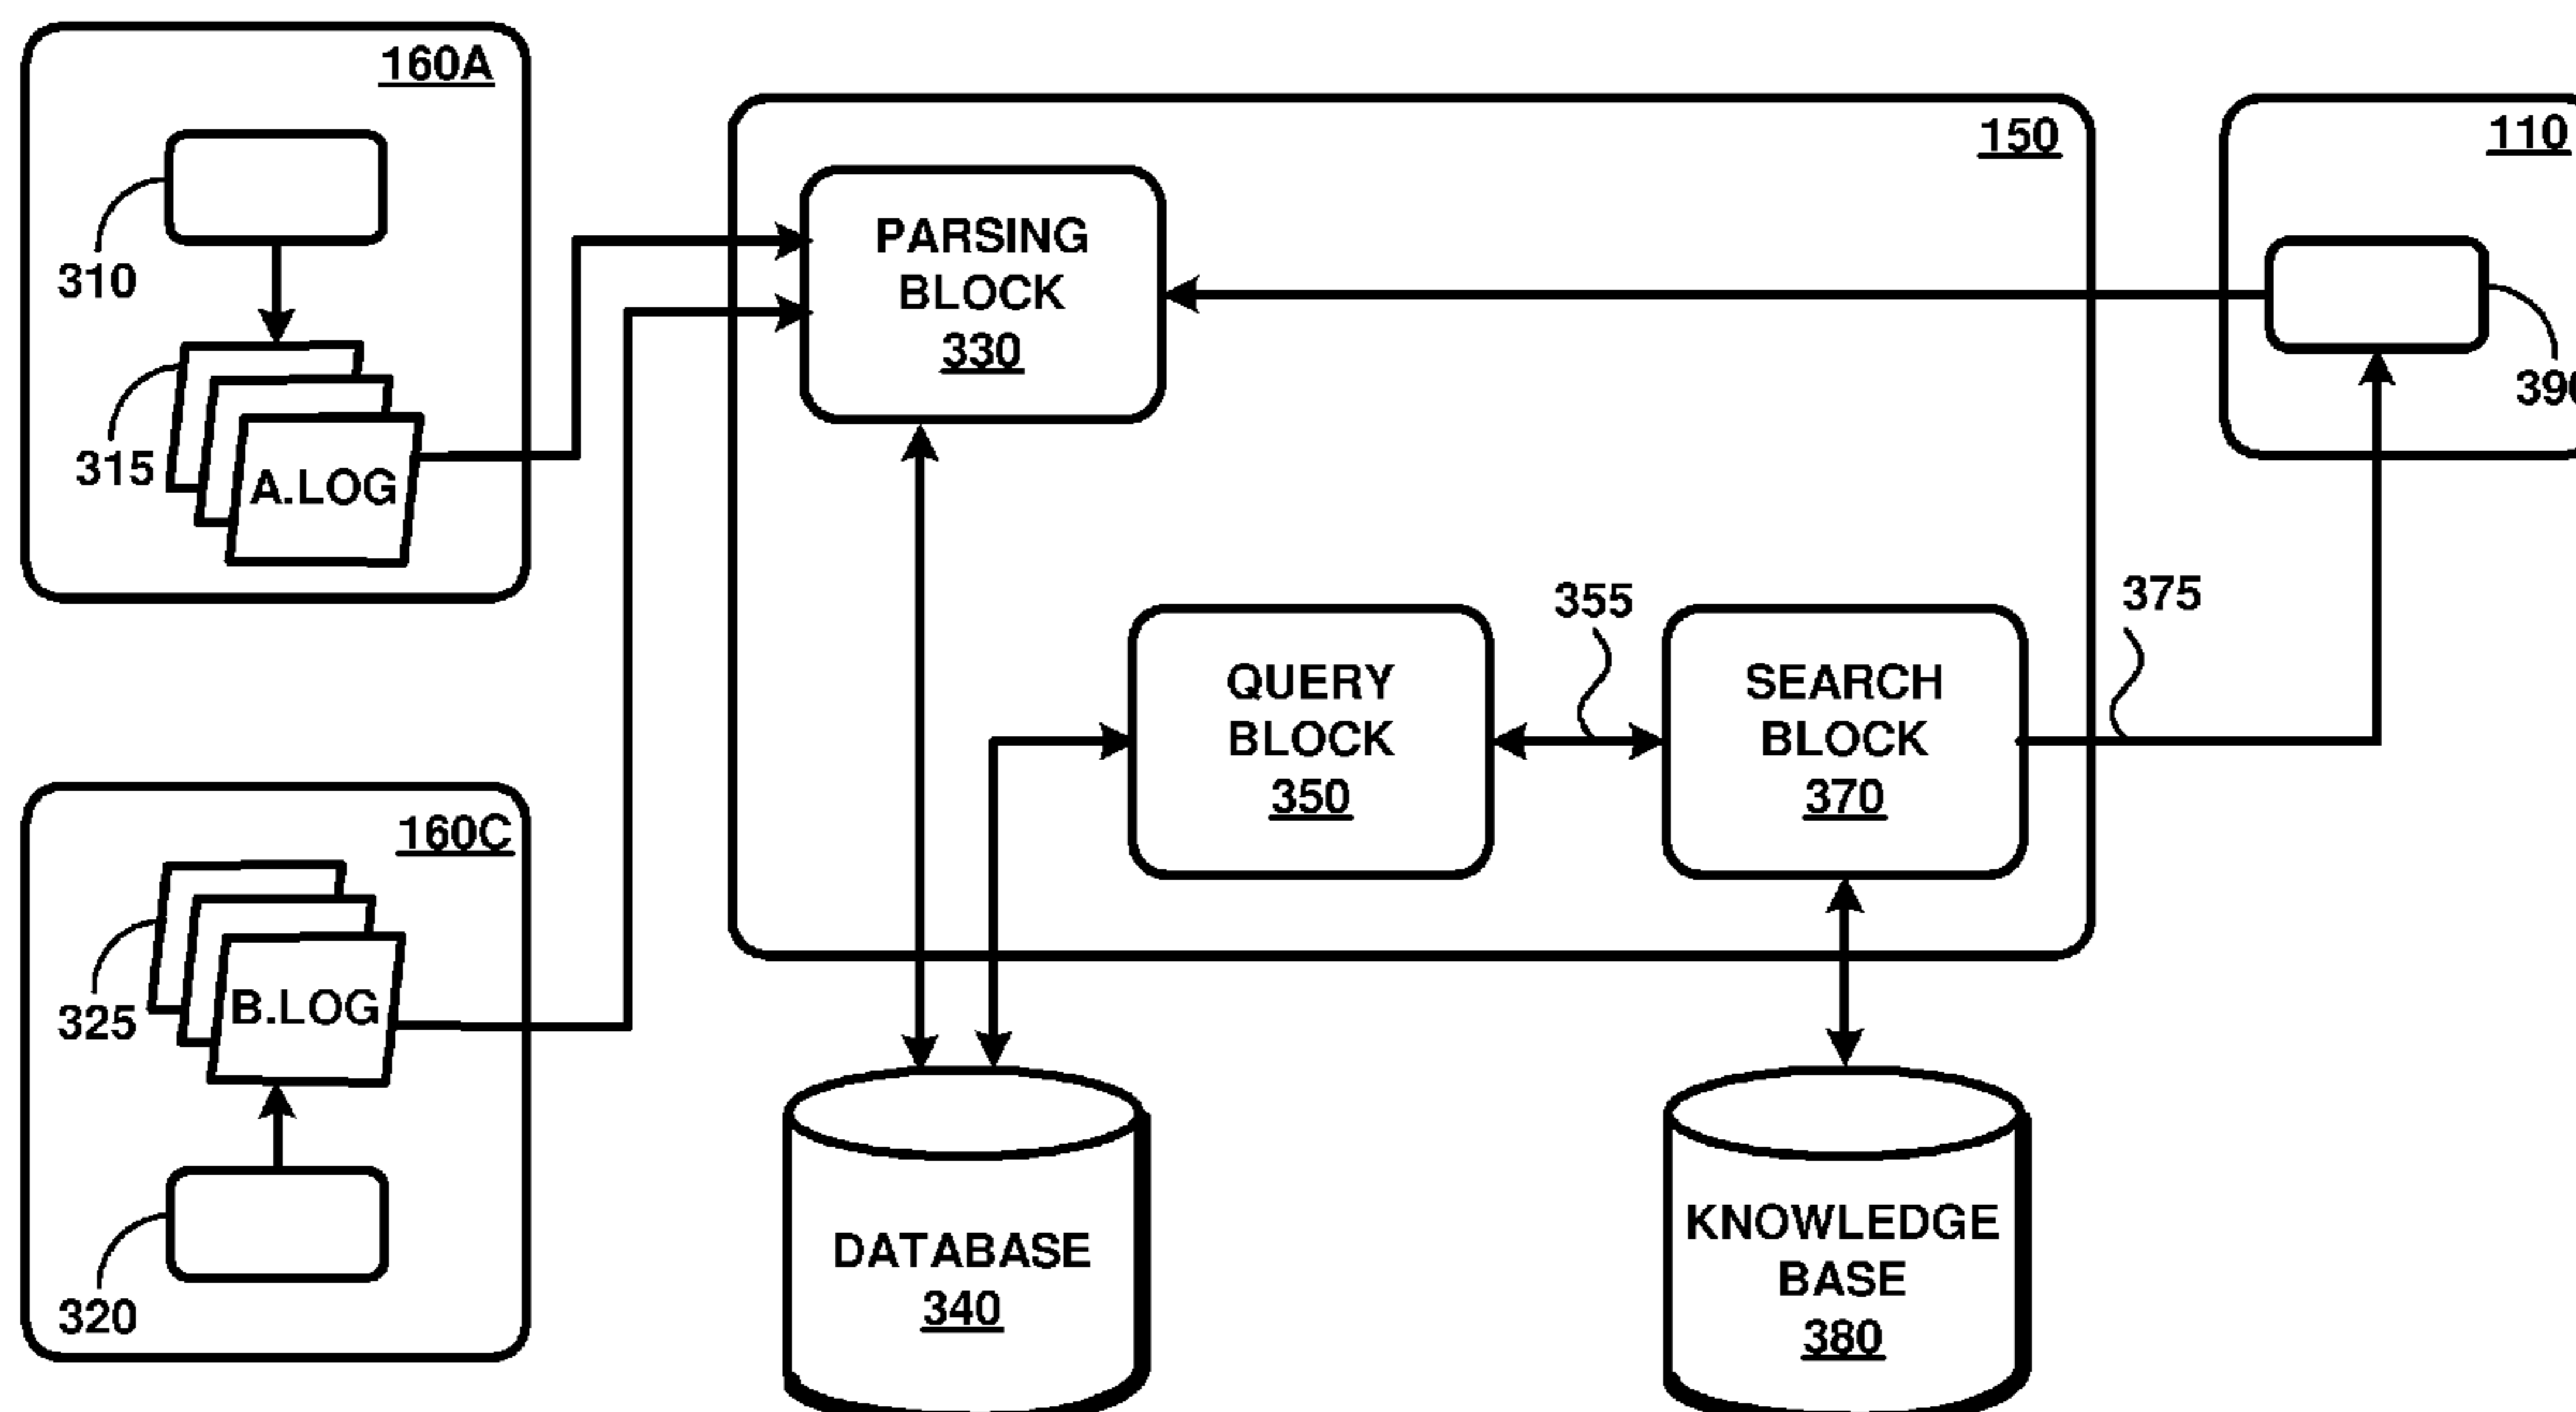 160A
310
315
A.LOG
160C
325
B.LOG
320
150
PARSING
BLOCK
330
QUERY
BLOCK
350
355
SEARCH
BLOCK
370
375
110
DATABASE
340
KNOWLEDGE
BASE
380